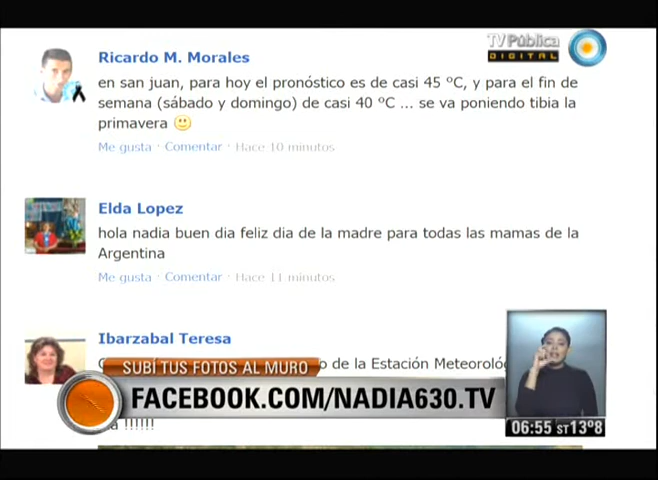 TV Pública
DIGITAL
Ricardo M. Morales
en san juan, para hoy el pronóstico es de casi 45 ºC, y para el fin de
semana (sábado y domingo) de casi 40 ºC ... se va poniendo tibia la
primavera
Me gusta · Comentar · Hace 10 minutos
Elda Lopez
hola nadia buen dia feliz dia de la madre para todas las mamas de la
Argentina
Me gusta · Comentar · Hace 11 minutos
Ibarzabal Teresa
de la Estación
SUBÍ TUS FOTOS AL MURO
FACEBOOK.COM/NADIA630.TV
!!!!!!
06:55 ST 13º8